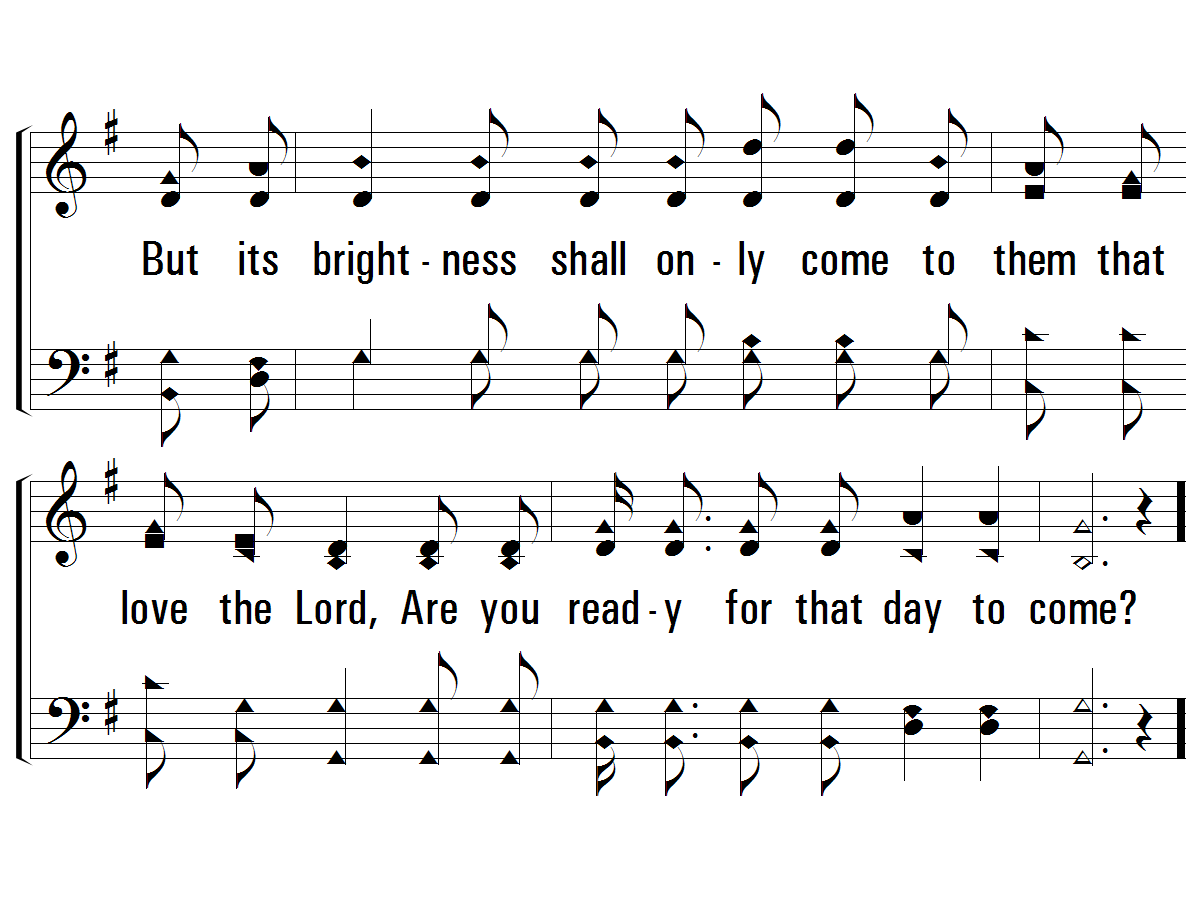 But its bright - ness shall on - ly come to them that
love the Lord, Are you read - y for that day to come?